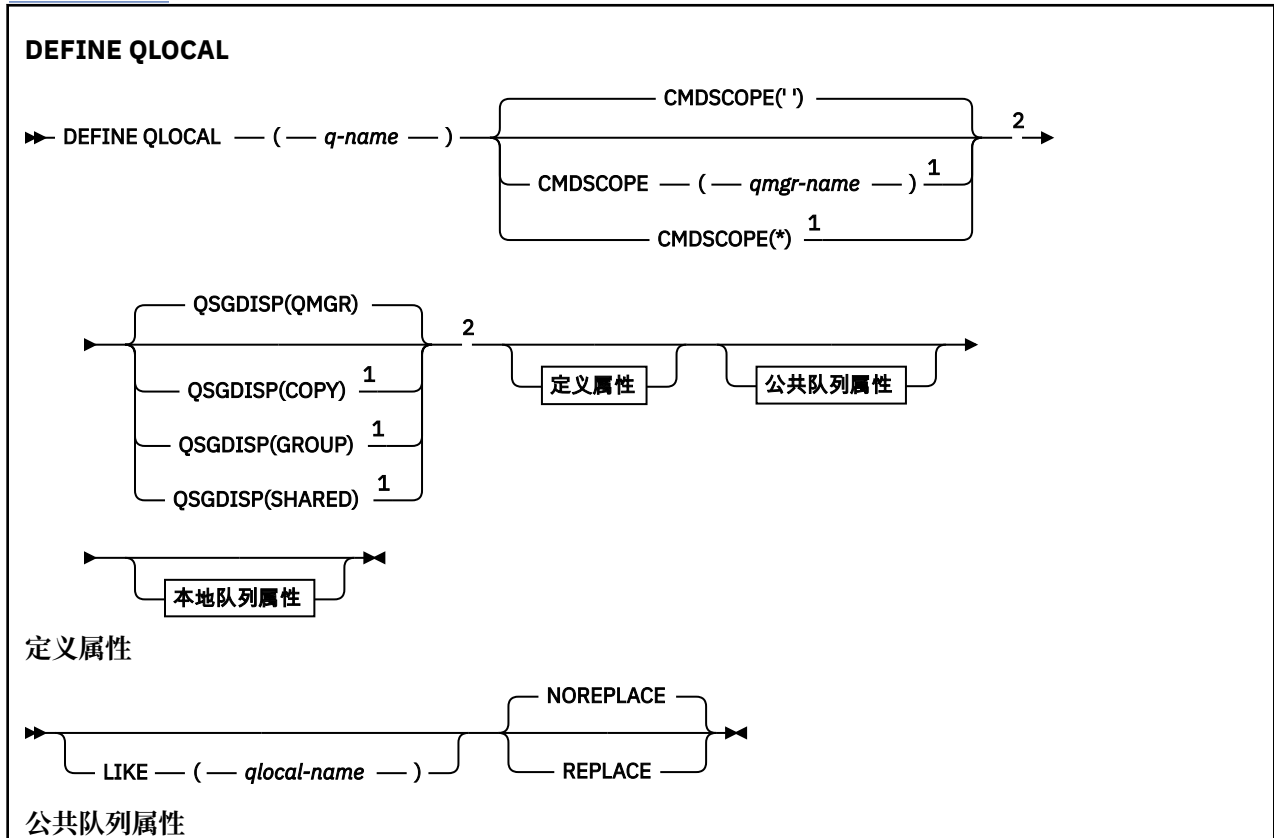 DEFINE QLOCAL
CMDSCOPE(' ')
DEFINE QLOCAL ( q-name ) 2
CMDSCOPE ( qmgr-name ) 1
CMDSCOPE(*) 1
QSGDISP(QMGR)
2
QSGDISP(COPY) 1 定义属性 公共队列属性
QSGDISP(GROUP) 1
QSGDISP(SHARED) 1
本地队列属性
定义属性
NOREPLACE
LIKE ( qlocal-name ) REPLACE
公共队列属性